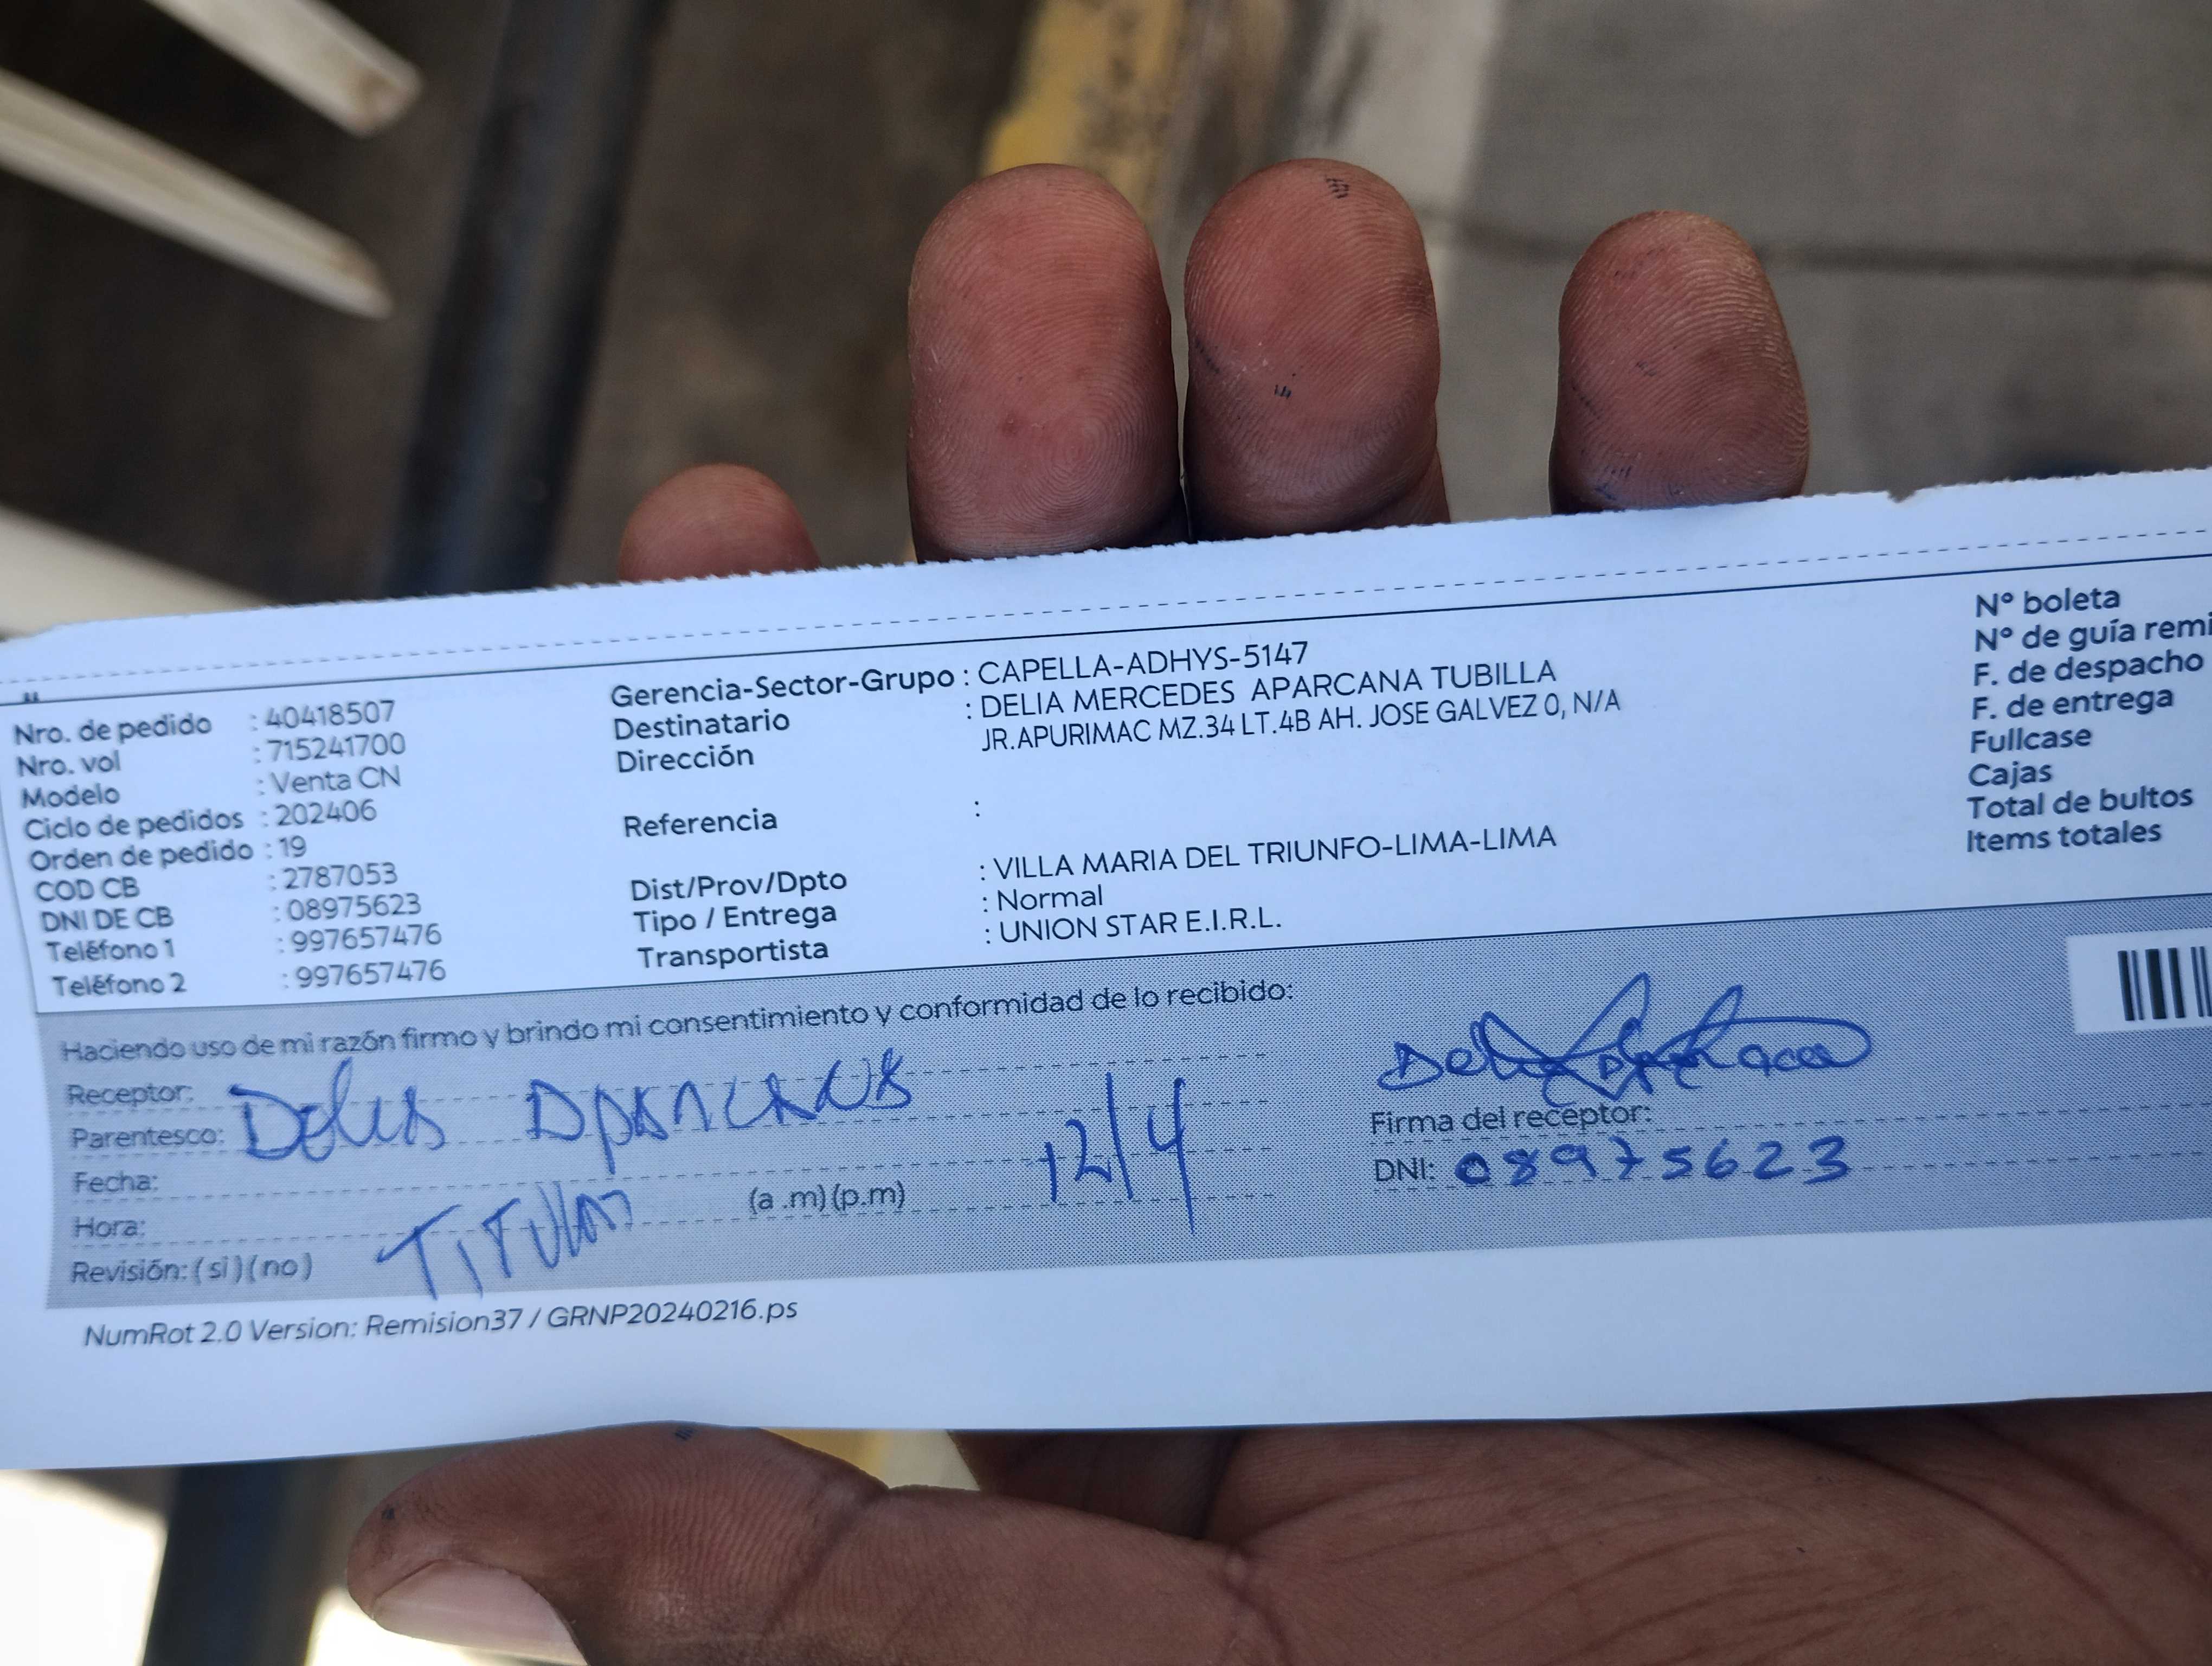 Nro. de pedido : 40418507
Nro. vol : 715241700
Modelo : Venta CN
Ciclo de pedidos : 202406
Orden de pedido : 19
COD CB : 2787053
DNI DE CB : 08975623
Teléfono 1 : 997657476
Teléfono 2 : 997657476
Gerencia-Sector-Grupo : CAPELLA-ADHYS-5147
Destinatario : DELIA MERCEDES APARCANA TUBILLA
Dirección JR.APURIMAC MZ.34 LT.4B AH. JOSE GALVEZ 0, N/A
Referencia :
Dist/Prov/Dpto : VILLA MARIA DEL TRIUNFO-LIMA-LIMA
Tipo / Entrega : Normal
Transportista : UNION STAR E.I.R.L.
N° boleta
N° de guía remi
F. de despacho
F. de entrega
Fullcase
Cajas
Total de bultos
Items totales
Haciendo uso de mi razón firmo y brindo mi consentimiento y conformidad de lo recibido:
Receptor:
Parentesco:
Fecha: 12/4
Hora: (a .m) (p.m)
Revisión: ( si ) ( no ) TITULAR
Firma del receptor:
DNI: 08975623
NumRot 2.0 Version: Remision37 / GRNP20240216.ps